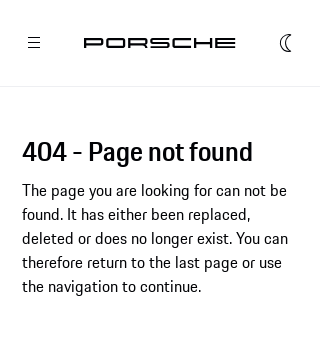 PORSCHE
404 - Page not found
The page you are looking for can not be
found. It has either been replaced,
deleted or does no longer exist. You can
therefore return to the last page or use
the navigation to continue.